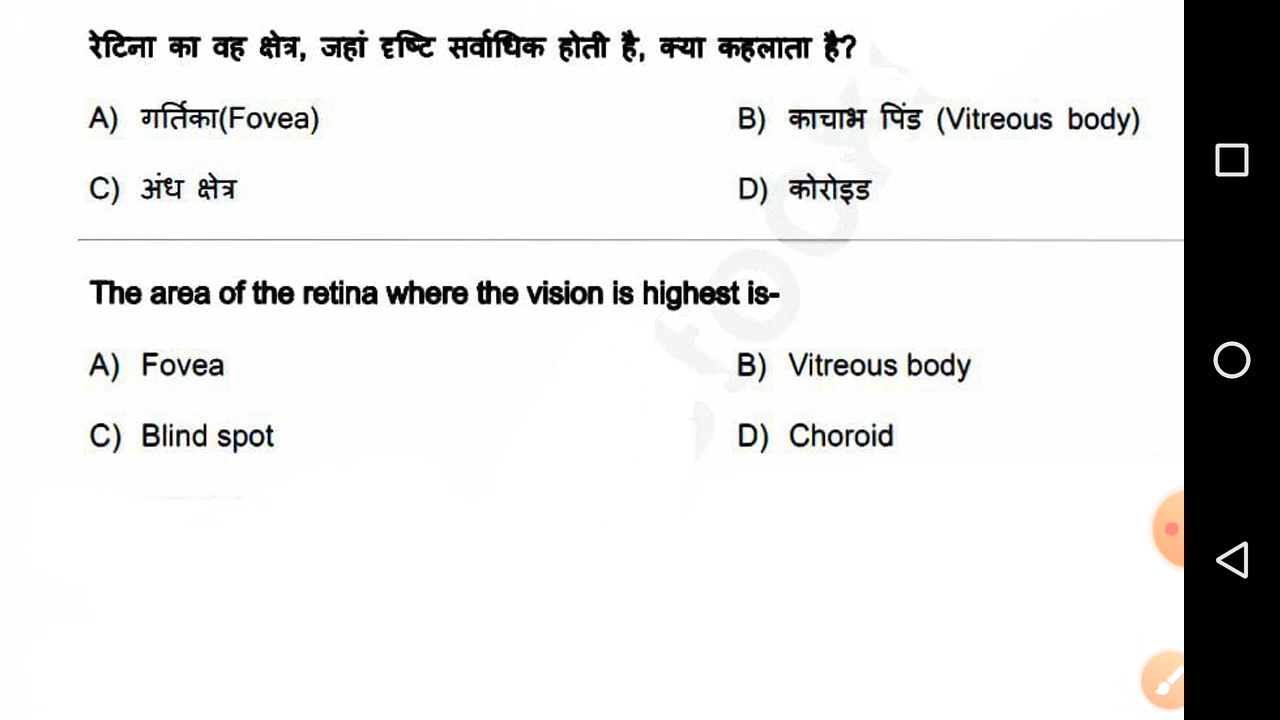 रेटिना का वह क्षेत्र, जहां दृष्टि सर्वाधिक होती है, क्या कहलाता है?
A) गर्तिका(Fovea) B) काचाभ पिंड (Vitreous body)
C) अंध क्षेत्र D) कोरोइड
The area of the retina where the vision is highest is-
A) Fovea B) Vitreous body
C) Blind spot D) Choroid